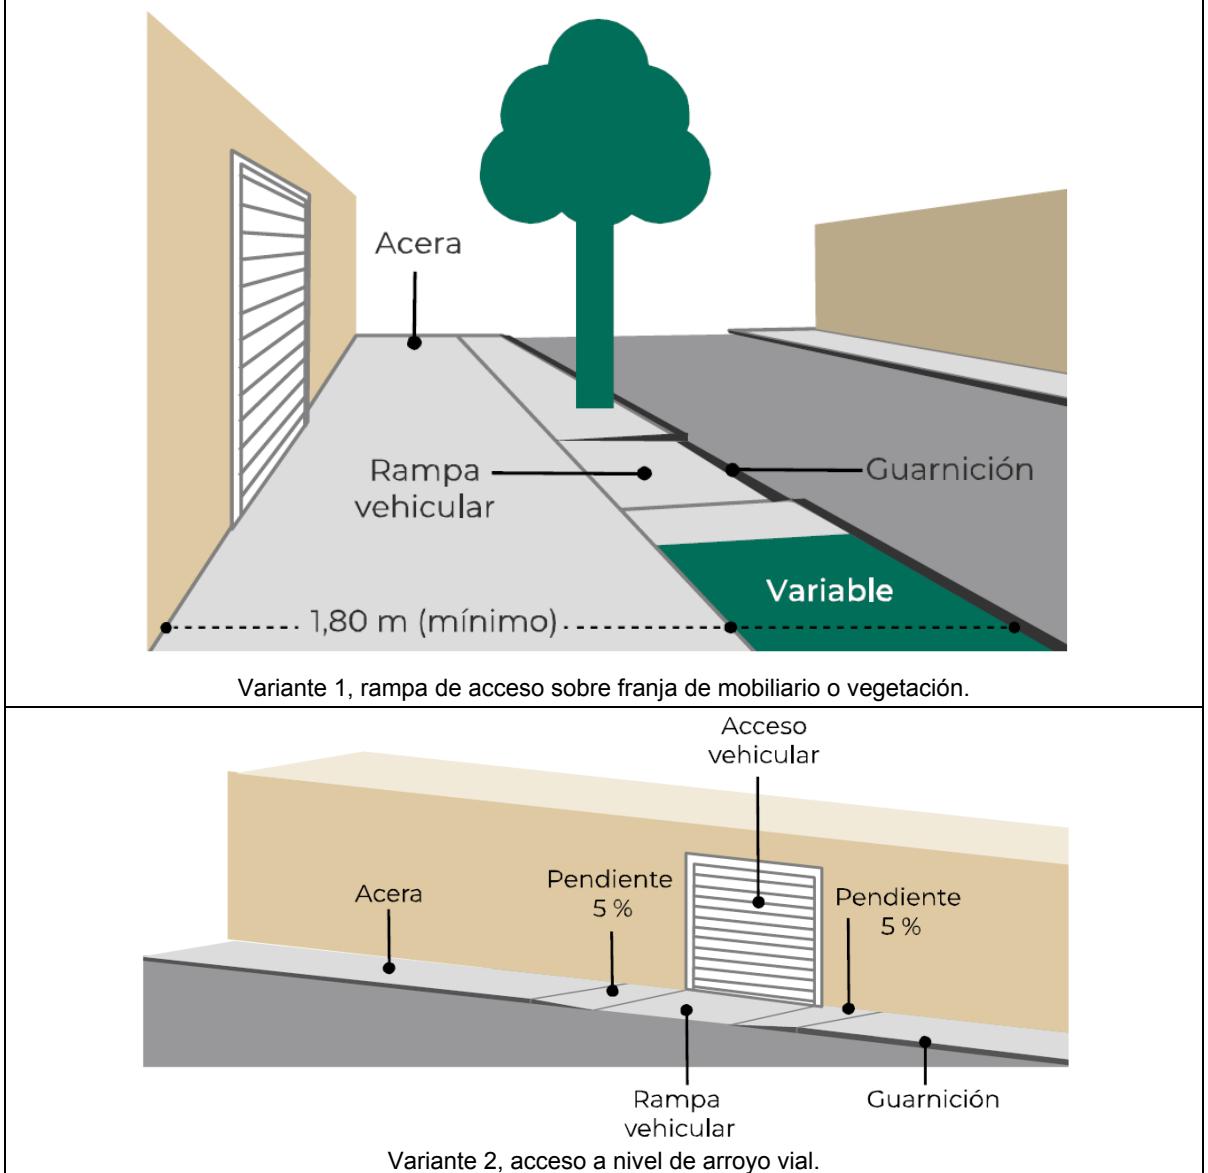 Acera
Rampa
vehicular
Guarnición
Variable
1,80 m (mínimo)
Variante 1, rampa de acceso sobre franja de mobiliario o vegetación.
Acceso
vehicular
Pendiente
5 %
Acera
Pendiente
5 %
Rampa
vehicular
Guarnición
Variante 2, acceso a nivel de arroyo vial.